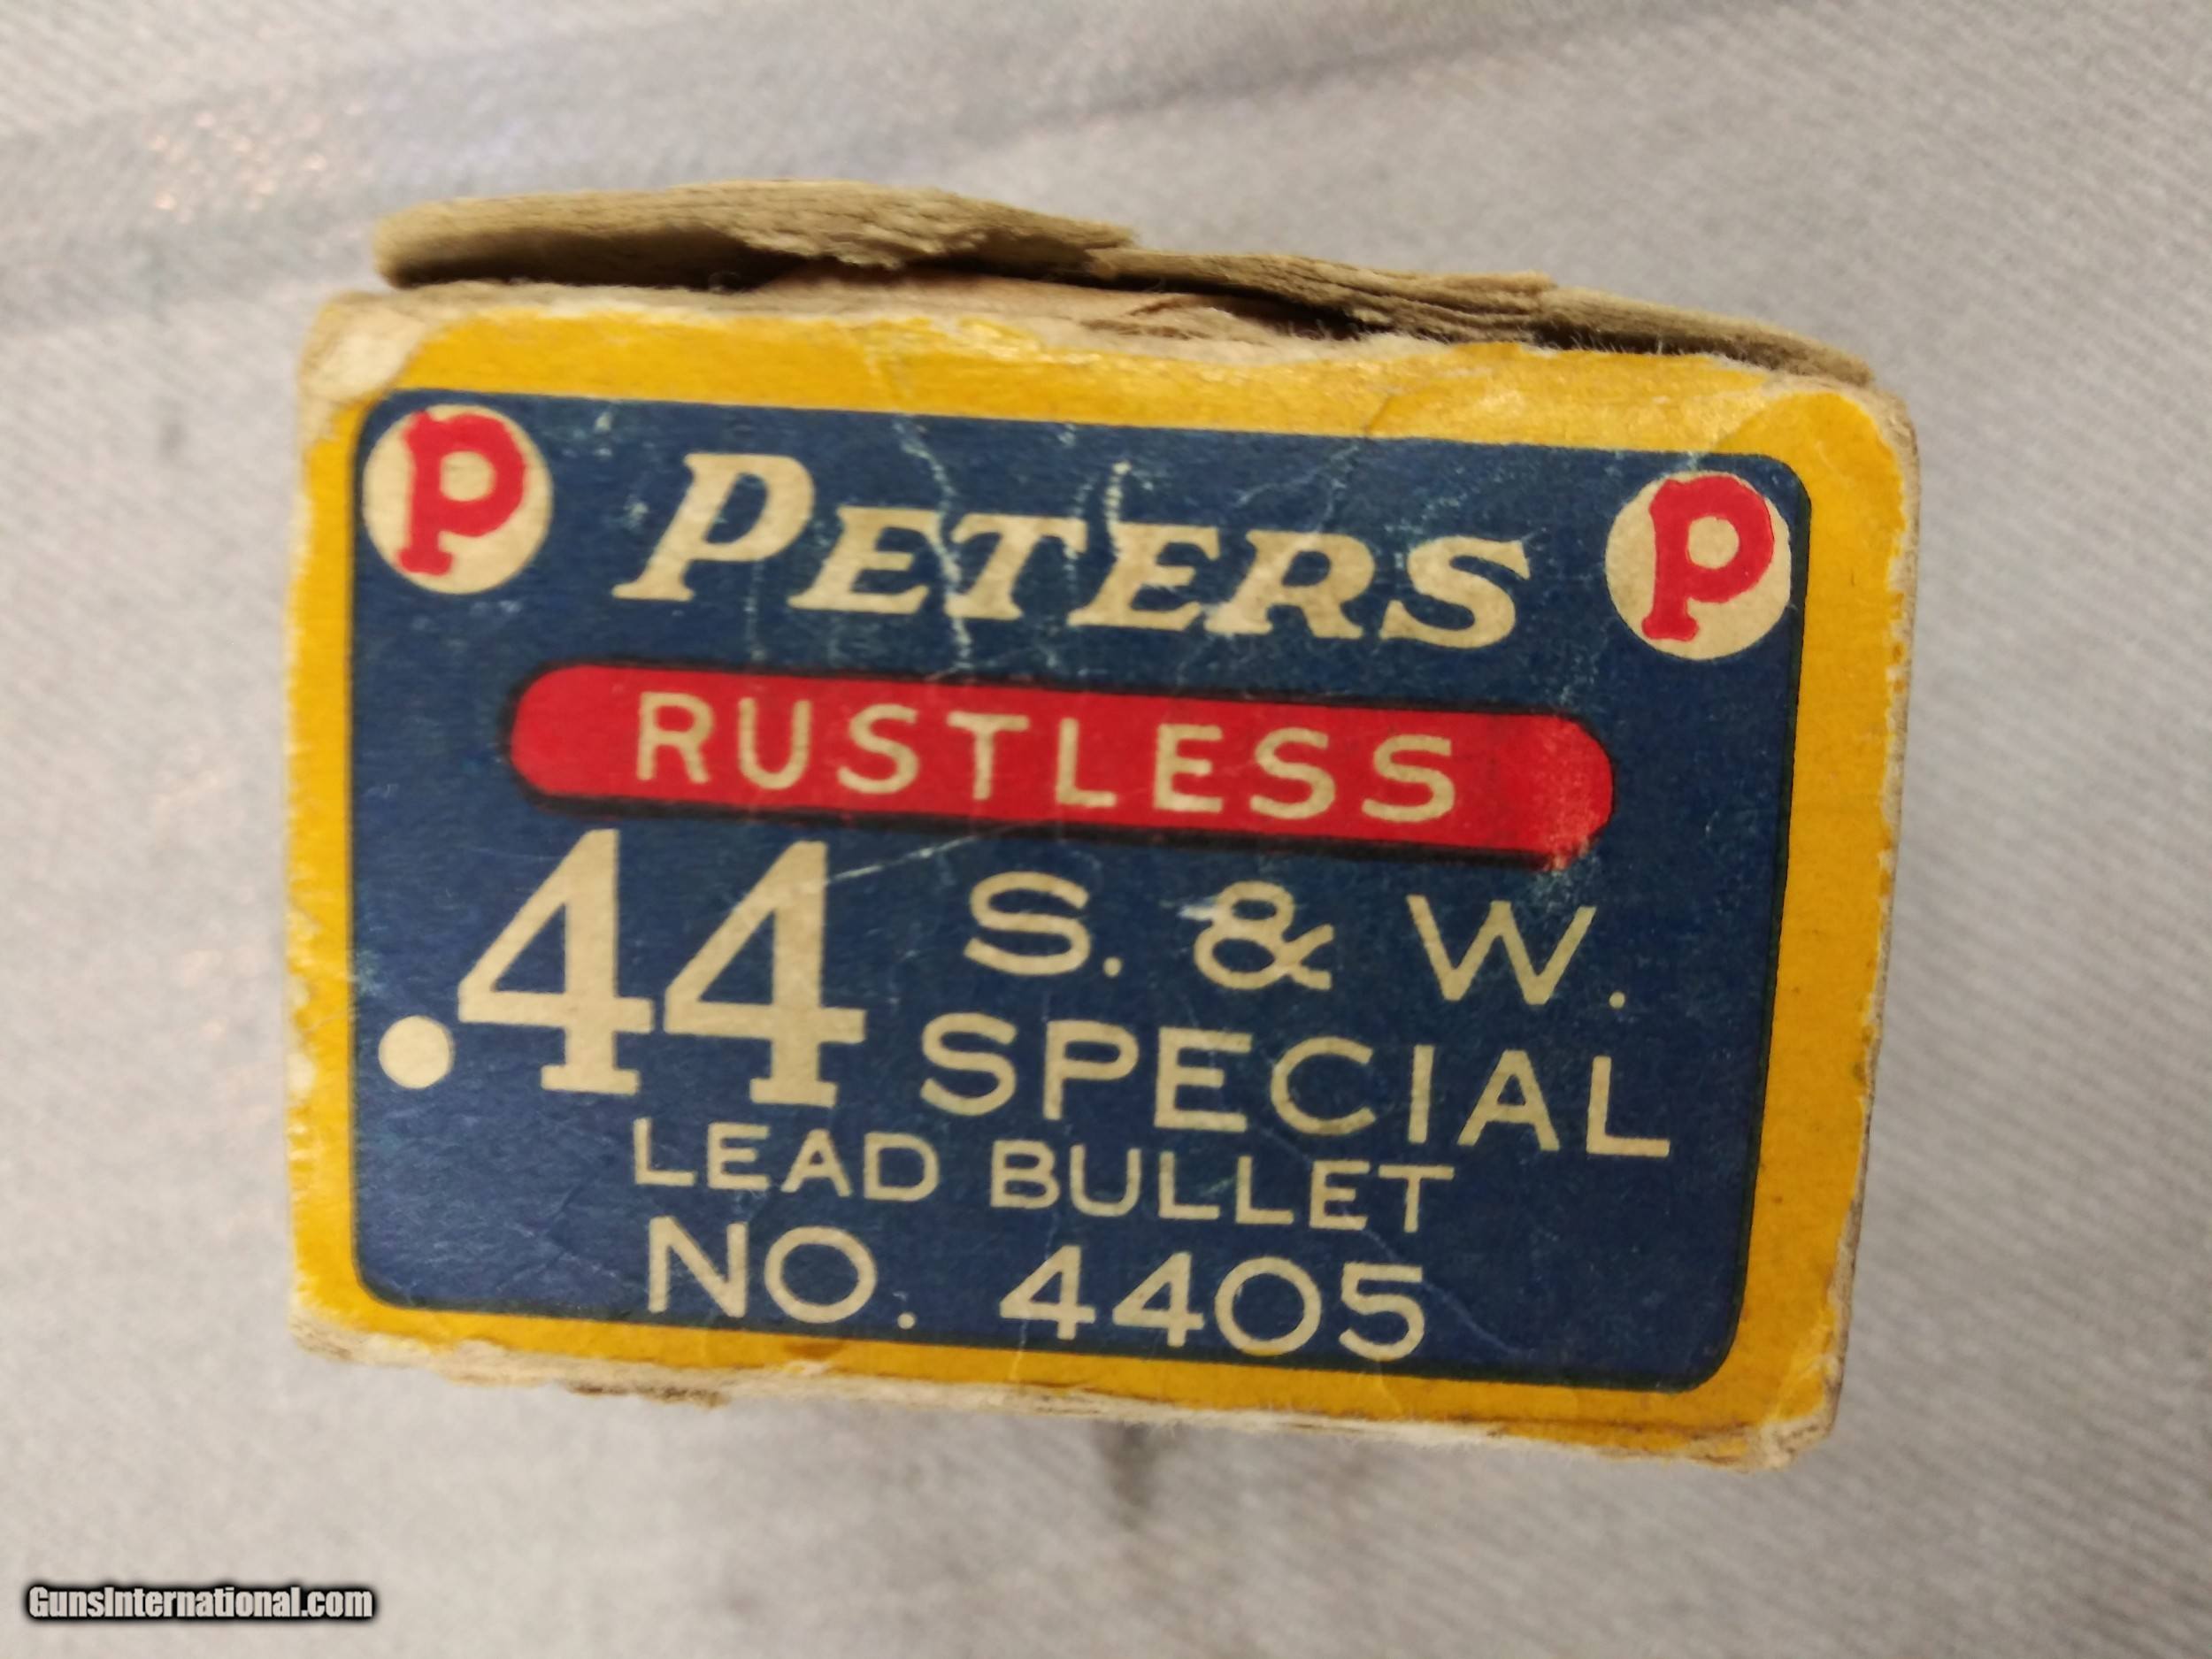 P PETERS P
RUSTLESS
.44 S. & W.
SPECIAL
LEAD BULLET
NO. 4405
GunsInternational.com